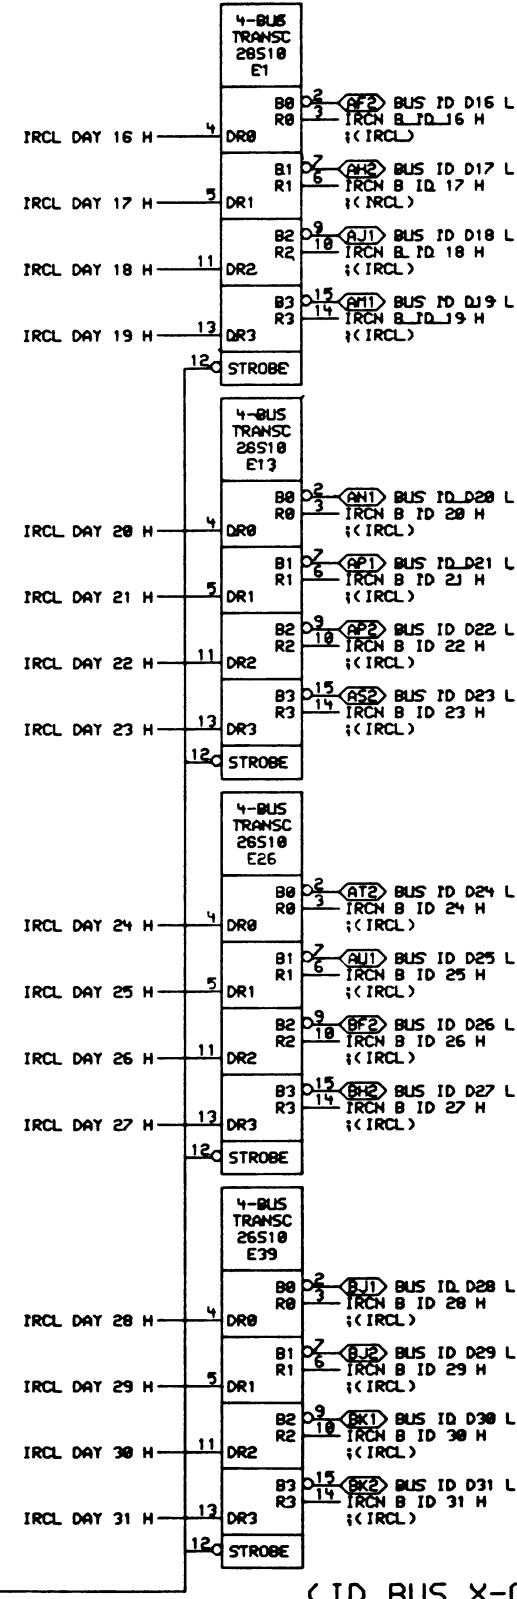 4-BUS
TRANSC
26S10
E1
B0 2 AF2 BUS ID D16 L
R0 3 IRCN B ID 16 H
IRCL DAY 16 H 4 DR0 ;(IRCL)
B1 7 AH2 BUS ID D17 L
R1 6 IRCN B ID 17 H
IRCL DAY 17 H 5 DR1 ;(IRCL)
B2 9 AJ1 BUS ID D18 L
R2 10 IRCN B ID 18 H
IRCL DAY 18 H 11 DR2 ;(IRCL)
B3 15 AM1 BUS ID D19 L
R3 14 IRCN B ID 19 H
IRCL DAY 19 H 13 DR3 ;(IRCL)
12 STROBE
4-BUS
TRANSC
26S10
E13
B0 2 AN1 BUS ID D20 L
R0 3 IRCN B ID 20 H
IRCL DAY 20 H 4 DR0 ;(IRCL)
B1 7 AP1 BUS ID D21 L
R1 6 IRCN B ID 21 H
IRCL DAY 21 H 5 DR1 ;(IRCL)
B2 9 AP2 BUS ID D22 L
R2 10 IRCN B ID 22 H
IRCL DAY 22 H 11 DR2 ;(IRCL)
B3 15 AS2 BUS ID D23 L
R3 14 IRCN B ID 23 H
IRCL DAY 23 H 13 DR3 ;(IRCL)
12 STROBE
4-BUS
TRANSC
26S10
E26
B0 2 AT2 BUS ID D24 L
R0 3 IRCN B ID 24 H
IRCL DAY 24 H 4 DR0 ;(IRCL)
B1 7 AU1 BUS ID D25 L
R1 6 IRCN B ID 25 H
IRCL DAY 25 H 5 DR1 ;(IRCL)
B2 9 BF2 BUS ID D26 L
R2 10 IRCN B ID 26 H
IRCL DAY 26 H 11 DR2 ;(IRCL)
B3 15 BH2 BUS ID D27 L
R3 14 IRCN B ID 27 H
IRCL DAY 27 H 13 DR3 ;(IRCL)
12 STROBE
4-BUS
TRANSC
26S10
E39
B0 2 BJ1 BUS ID D28 L
R0 3 IRCN B ID 28 H
IRCL DAY 28 H 4 DR0 ;(IRCL)
B1 7 BJ2 BUS ID D29 L
R1 6 IRCN B ID 29 H
IRCL DAY 29 H 5 DR1 ;(IRCL)
B2 9 BK1 BUS ID D30 L
R2 10 IRCN B ID 30 H
IRCL DAY 30 H 11 DR2 ;(IRCL)
B3 15 BK2 BUS ID D31 L
R3 14 IRCN B ID 31 H
IRCL DAY 31 H 13 DR3 ;(IRCL)
12 STROBE
(ID BUS